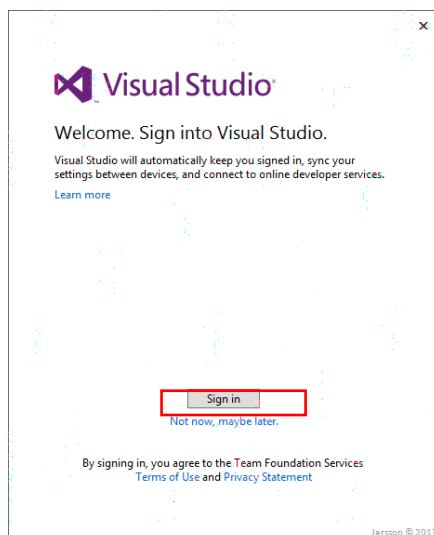 Visual Studio
Welcome. Sign into Visual Studio.
Visual Studio will automatically keep you signed in, sync your
settings between devices, and connect to online developer services.
Learn more
Sign in
Not now, maybe later.
By signing in, you agree to the Team Foundation Services
Terms of Use and Privacy Statement
Jersson © 2013